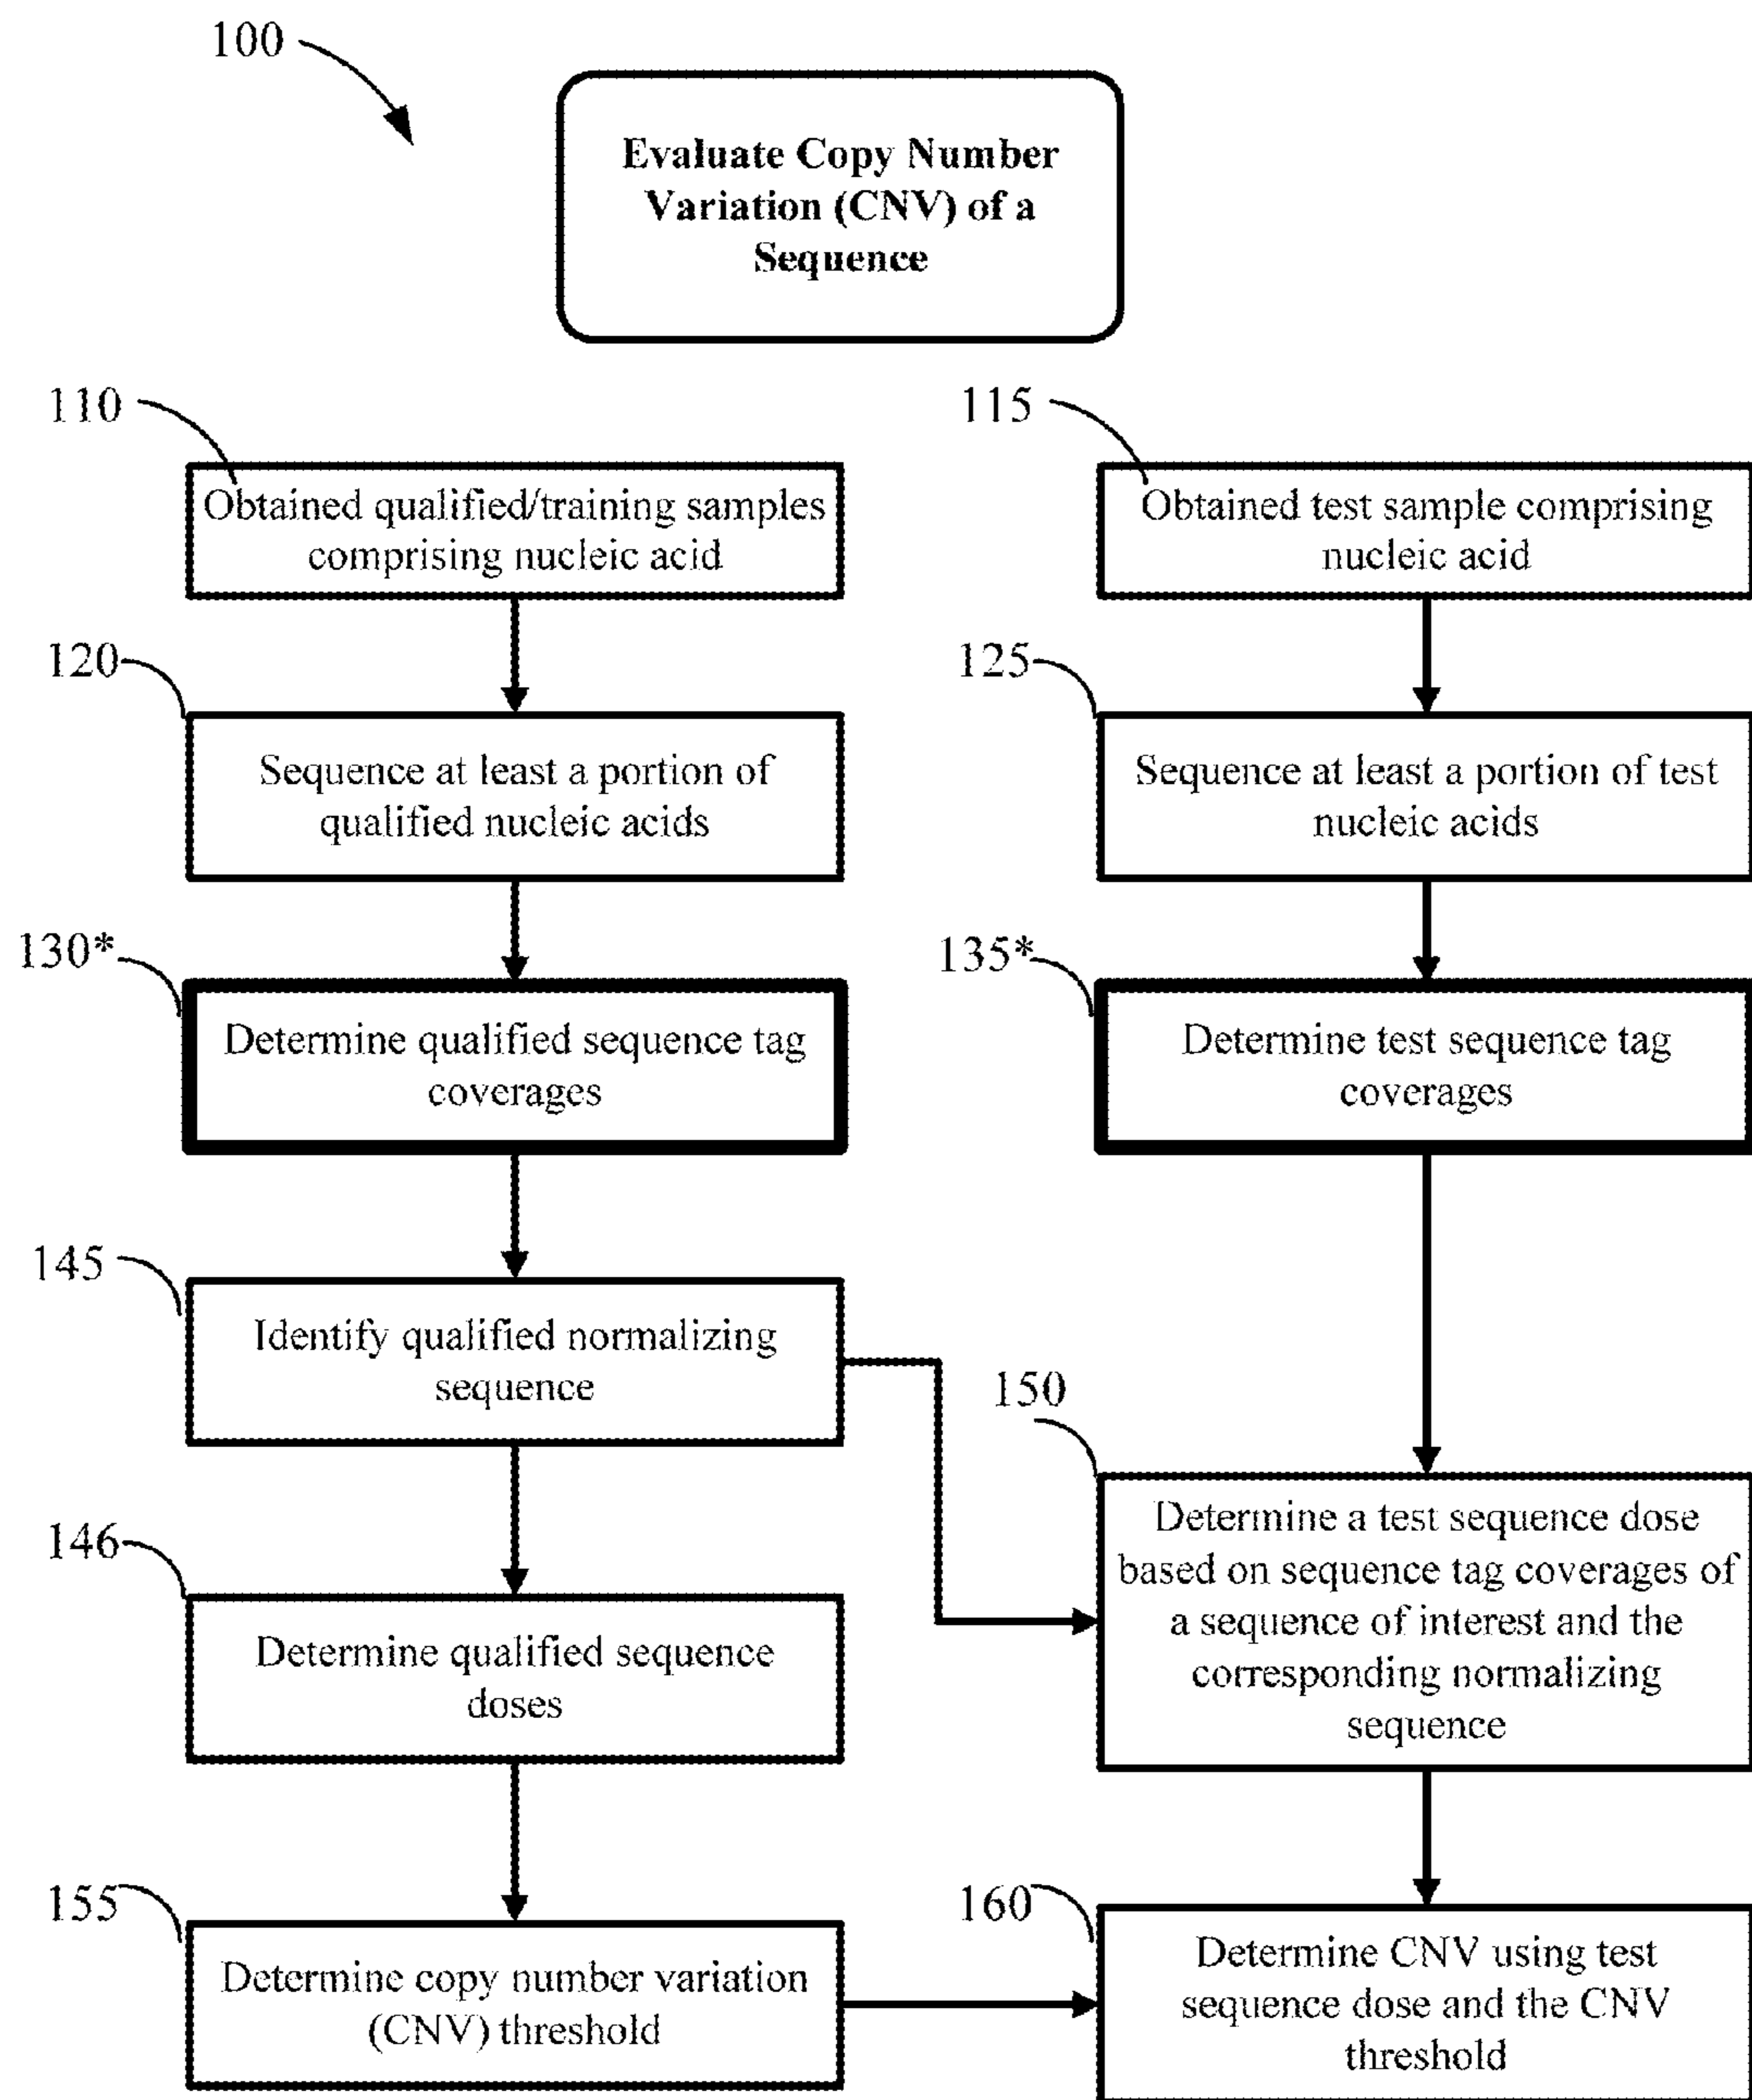 100
Evaluate Copy Number
Variation (CNV) of a
Sequence
110
Obtained qualified/training samples
comprising nucleic acid
115
Obtained test sample comprising
nucleic acid
120
Sequence at least a portion of
qualified nucleic acids
125
Sequence at least a portion of test
nucleic acids
130*
Determine qualified sequence tag
coverages
135*
Determine test sequence tag
coverages
145
Identify qualified normalizing
sequence
150
Determine a test sequence dose
based on sequence tag coverages of
a sequence of interest and the
corresponding normalizing
sequence
146
Determine qualified sequence
doses
155
Determine copy number variation
(CNV) threshold
160
Determine CNV using test
sequence dose and the CNV
threshold